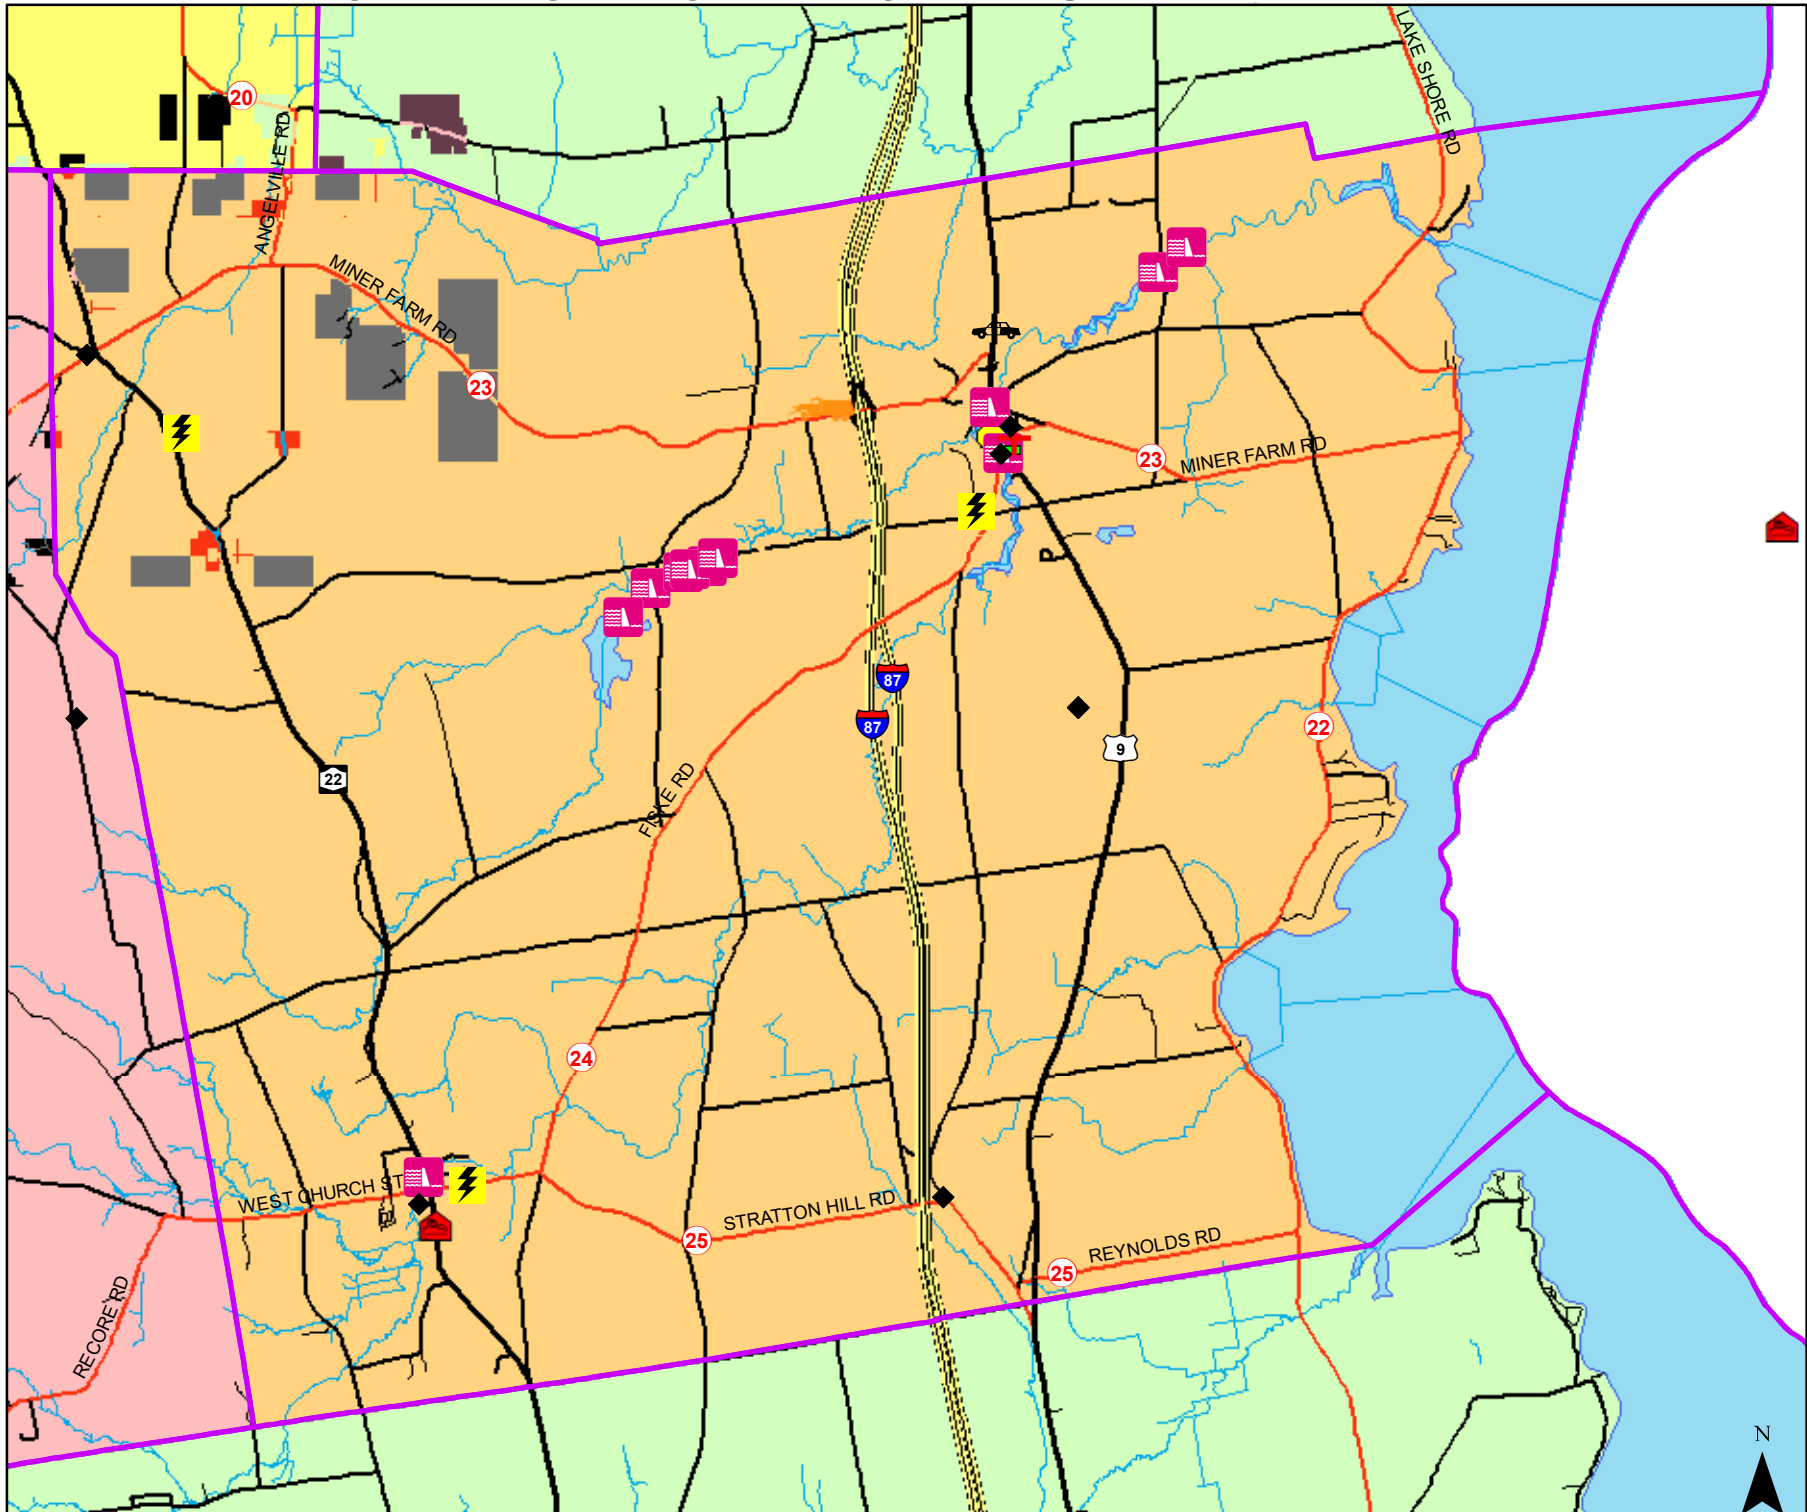 LAKE SHORE RD
20
ANGELVILLE RD
MINER FARM RD
23
23
MINER FARM RD
87
87
22
9
22
FISKE RD
24
WEST CHURCH ST
STRATTON HILL RD
25
REYNOLDS RD
25
RECORE RD
N